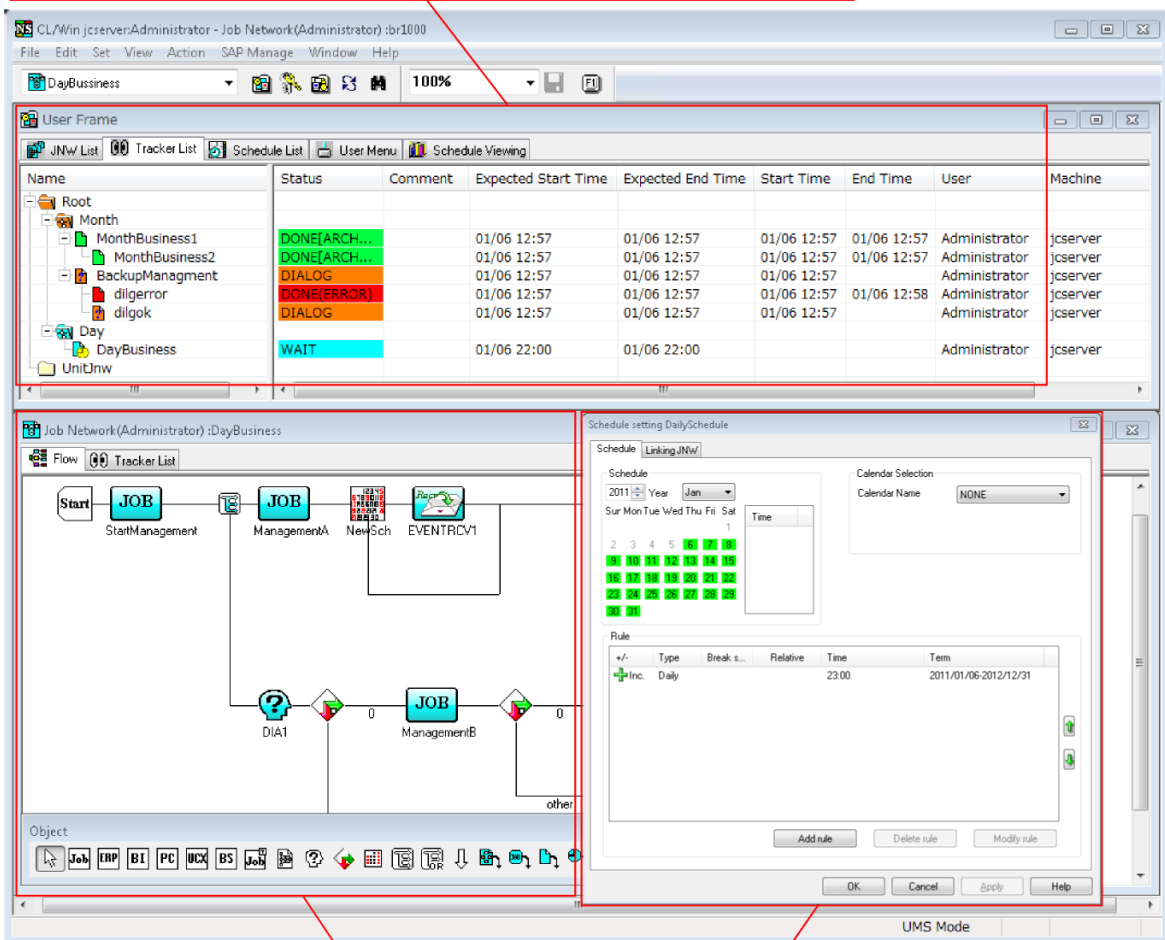 CL/Win jcserver:Administrator - Job Network(Administrator) :br1000
File Edit Set View Action SAP Manage Window Help
DayBussiness 100% F1
User Frame
JNW List Tracker List Schedule List User Menu Schedule Viewing
Name Status Comment Expected Start Time Expected End Time Start Time End Time User Machine
Root
Month
MonthBusiness1 DONE[ARCH... 01/06 12:57 01/06 12:57 01/06 12:57 01/06 12:57 Administrator jcserver
MonthBusiness2 DONE[ARCH... 01/06 12:57 01/06 12:57 01/06 12:57 01/06 12:57 Administrator jcserver
BackupManagment DIALOG 01/06 12:57 01/06 12:57 01/06 12:57 Administrator jcserver
dilgerror DONE(ERROR) 01/06 12:57 01/06 12:57 01/06 12:57 01/06 12:58 Administrator jcserver
dilgok DIALOG 01/06 12:57 01/06 12:57 01/06 12:57 Administrator jcserver
Day
DayBusiness WAIT 01/06 22:00 01/06 22:00 Administrator jcserver
UnitJnw
Job Network(Administrator) :DayBusiness
Flow Tracker List
Start JOB JOB Recv
StartManagement ManagementA NewSch EVENTRCV1
JOB
0 0
DIA1 ManagementB
other
Object
Job ERP BI PC UCX BS Job OR
Schedule setting DailySchedule
Schedule Linking JNW
Schedule
2011 Year Jan
Sur Mon Tue Wed Thu Fri Sat
1
2 3 4 5 6 7 8
9 10 11 12 13 14 15
16 17 18 19 20 21 22
23 24 25 26 27 28 29
30 31
Time
Calendar Selection
Calendar Name NONE
Rule
+/- Type Break s... Relative Time Term
Inc. Daily 23:00 2011/01/06-2012/12/31
Add rule Delete rule Modify rule
OK Cancel Apply Help
UMS Mode